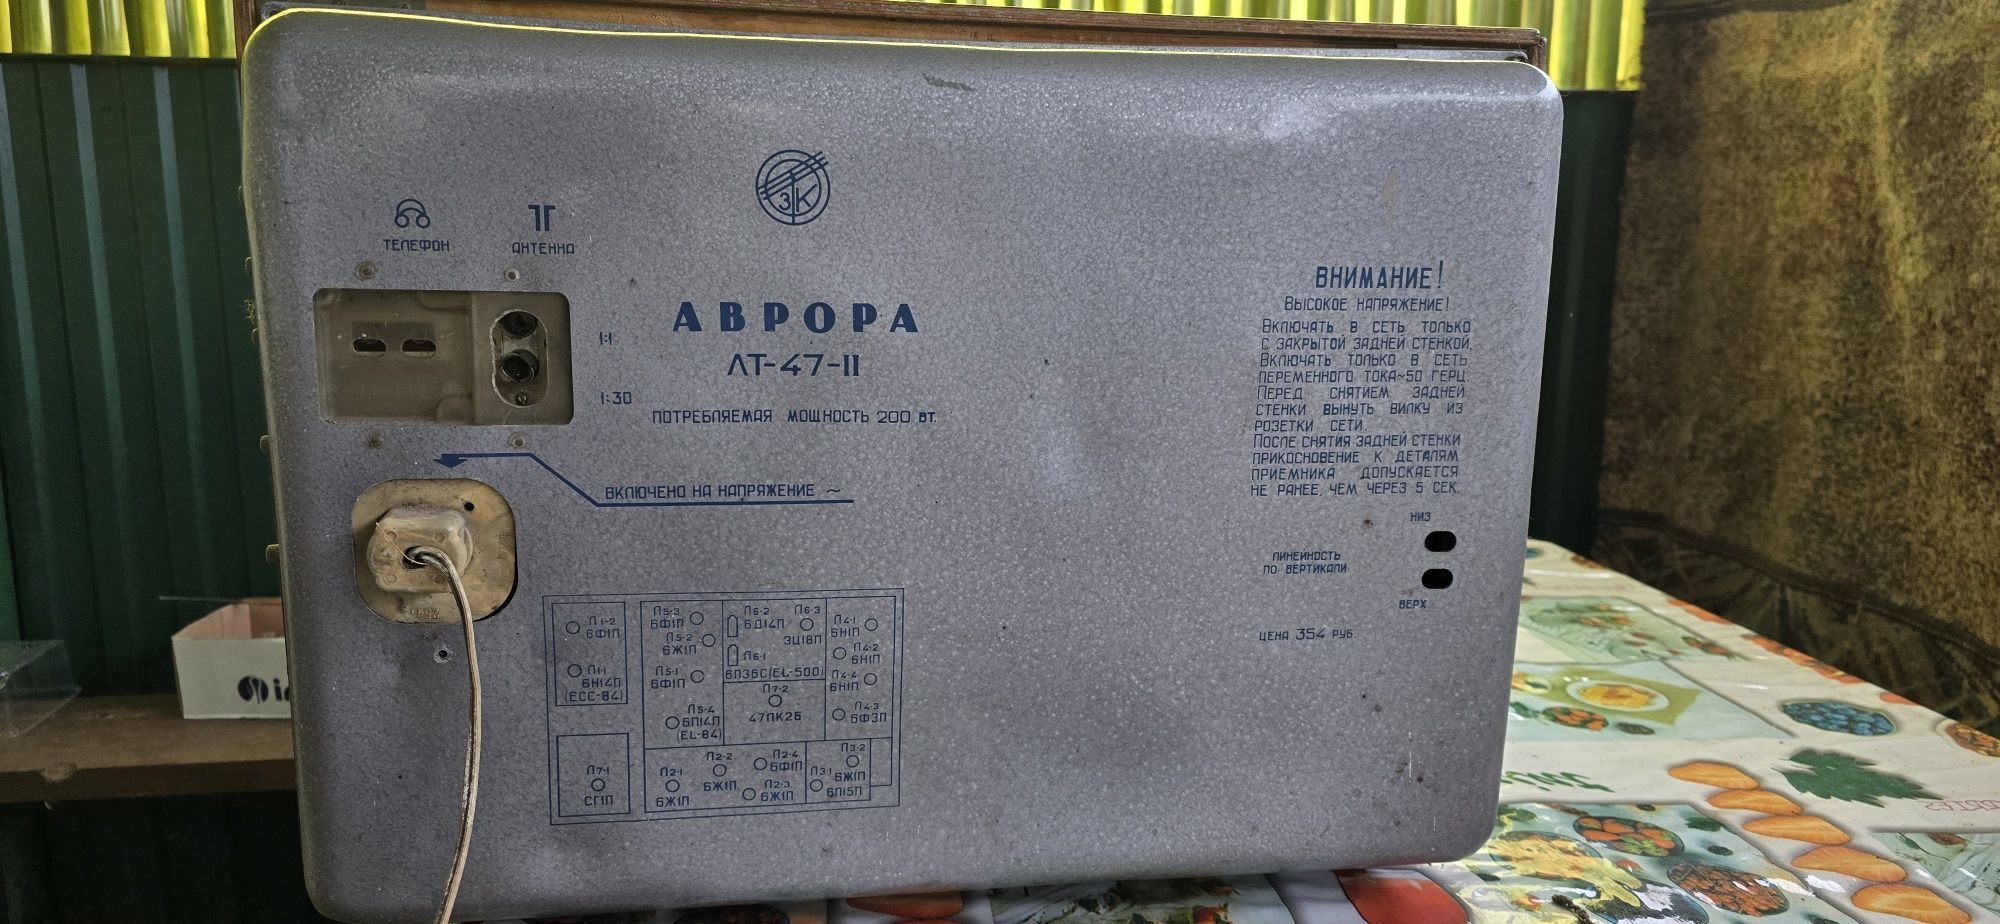 ЗК
ТЕЛЕФОН
АНТЕННА
1:1
1:30
АВРОРА
ЛТ-47-II
ПОТРЕБЛЯЕМАЯ МОЩНОСТЬ 200 ВТ.
ВКЛЮЧЕНО НА НАПРЯЖЕНИЕ ~
ВНИМАНИЕ!
ВЫСОКОЕ НАПРЯЖЕНИЕ!
ВКЛЮЧАТЬ В СЕТЬ ТОЛЬКО
С ЗАКРЫТОЙ ЗАДНЕЙ СТЕНКОЙ.
ВКЛЮЧАТЬ ТОЛЬКО В СЕТЬ
ПЕРЕМЕННОГО ТОКА~50 ГЕРЦ.
ПЕРЕД СНЯТИЕМ ЗАДНЕЙ
СТЕНКИ ВЫНУТЬ ВИЛКУ ИЗ
РОЗЕТКИ СЕТИ.
ПОСЛЕ СНЯТИЯ ЗАДНЕЙ СТЕНКИ
ПРИКОСНОВЕНИЕ К ДЕТАЛЯМ
ПРИЕМНИКА ДОПУСКАЕТСЯ
НЕ РАНЕЕ, ЧЕМ ЧЕРЕЗ 5 СЕК.
НИЗ
ЛИНЕЙНОСТЬ
ПО ВЕРТИКАЛИ
ВЕРХ
ЦЕНА 354 РУБ.
Л1-2
6Ф1П
Л1-1
6Н14П
(ECC-84)
Л7-1
СГ1П
Л5-3
6Ф1П
Л5-2
6Ж1П
Л5-1
6Ф1П
Л5-4
6П14П
(EL-84)
Л6-2
6Д14П
Л6-3
3Ц18П
Л6-1
6П36С(EL-500)
Л7-2
47ЛК2Б
Л4-1
6Н1П
Л4-2
6Н1П
Л4-4
6Н1П
Л4-3
6Ф3П
Л2-1
6Ж1П
Л2-2
6Ж1П
Л2-4
6Ф1П
Л2-3
6Ж1П
Л3-1
6П15П
Л3-2
6Ж1П